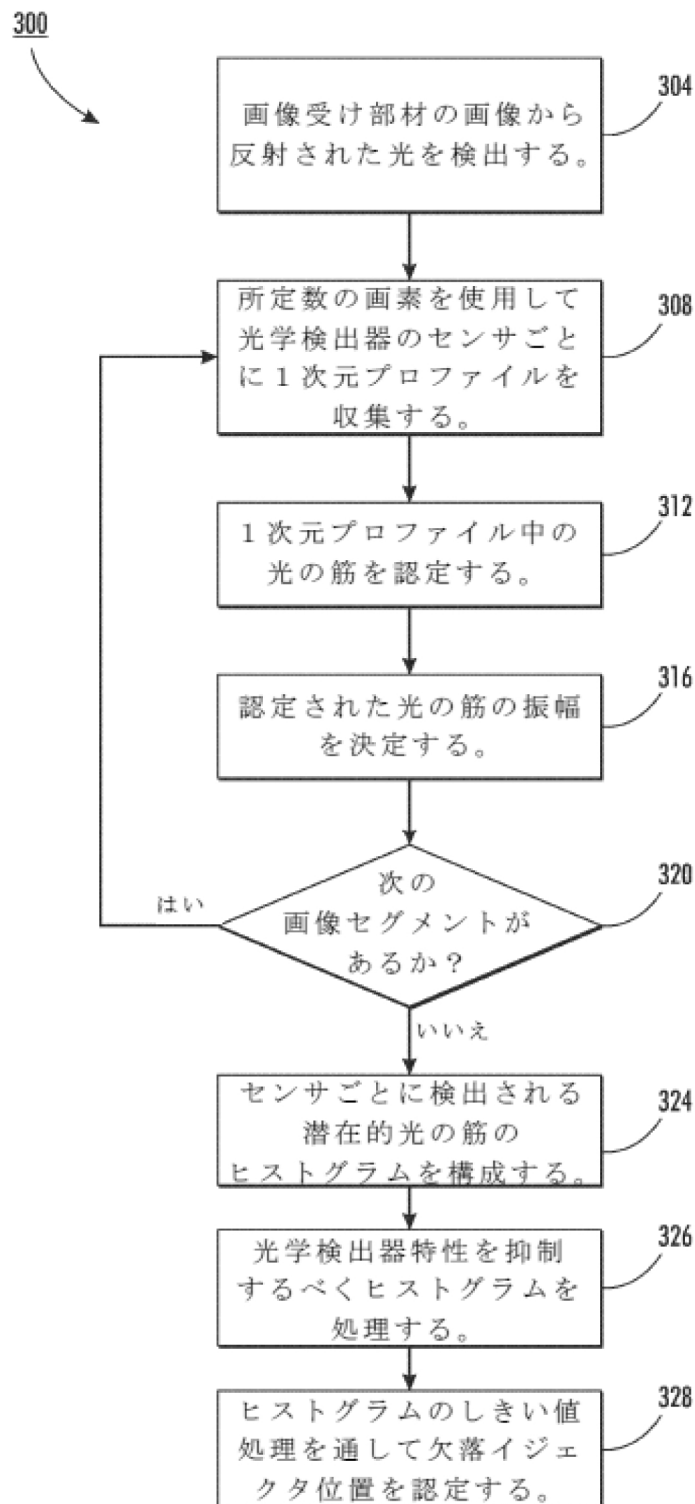 300
304
画像受け部材の画像から
反射された光を検出する。
308
所定数の画素を使用して
光学検出器のセンサごと
に１次元プロファイルを
収集する。
312
１次元プロファイル中の
光の筋を認定する。
316
認定された光の筋の振幅
を決定する。
320
次の
画像セグメントが
あるか？
はい
いいえ
324
センサごとに検出される
潜在的光の筋の
ヒストグラムを構成する。
326
光学検出器特性を抑制
するべくヒストグラムを
処理する。
328
ヒストグラムのしきい値
処理を通して欠落イジェ
クタ位置を認定する。